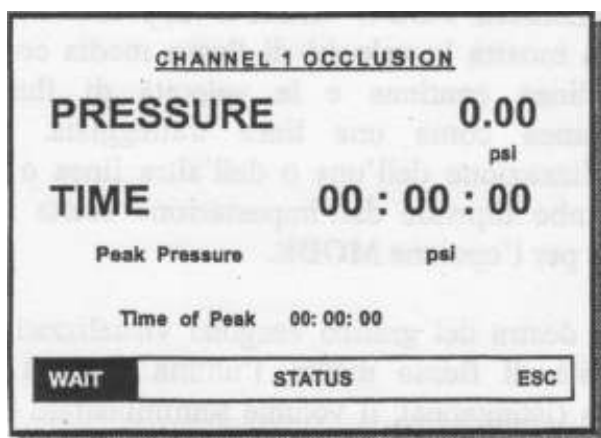 CHANNEL 1 OCCLUSION
PRESSURE 0.00
psi
TIME 00:00:00
Peak Pressure psi
Time of Peak 00:00:00
WAIT STATUS ESC